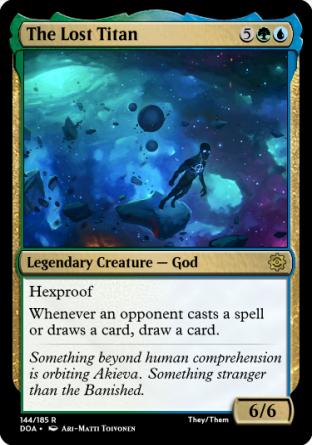 The Lost Titan 5
Legendary Creature — God
Hexproof
Whenever an opponent casts a spell
or draws a card, draw a card.
Something beyond human comprehension
is orbiting Akieva. Something stranger
than the Banished.
6/6
144/185 R They/Them
DOA • Ari-Matti Toivonen